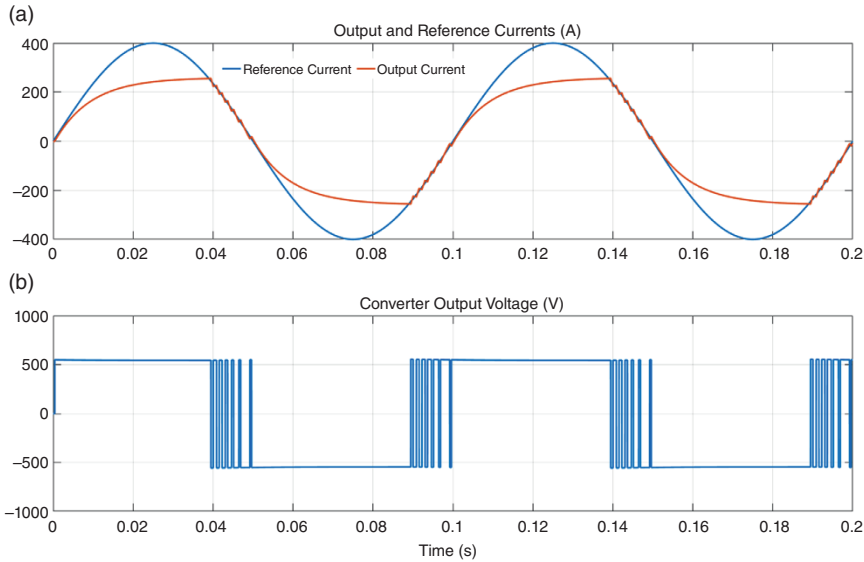 (a)
Output and Reference Currents (A)
Reference Current Output Current
400
200
0
−200
−400
0 0.02 0.04 0.06 0.08 0.1 0.12 0.14 0.16 0.18 0.2
(b)
Converter Output Voltage (V)
1000
500
0
−500
−1000
0 0.02 0.04 0.06 0.08 0.1 0.12 0.14 0.16 0.18 0.2
Time (s)